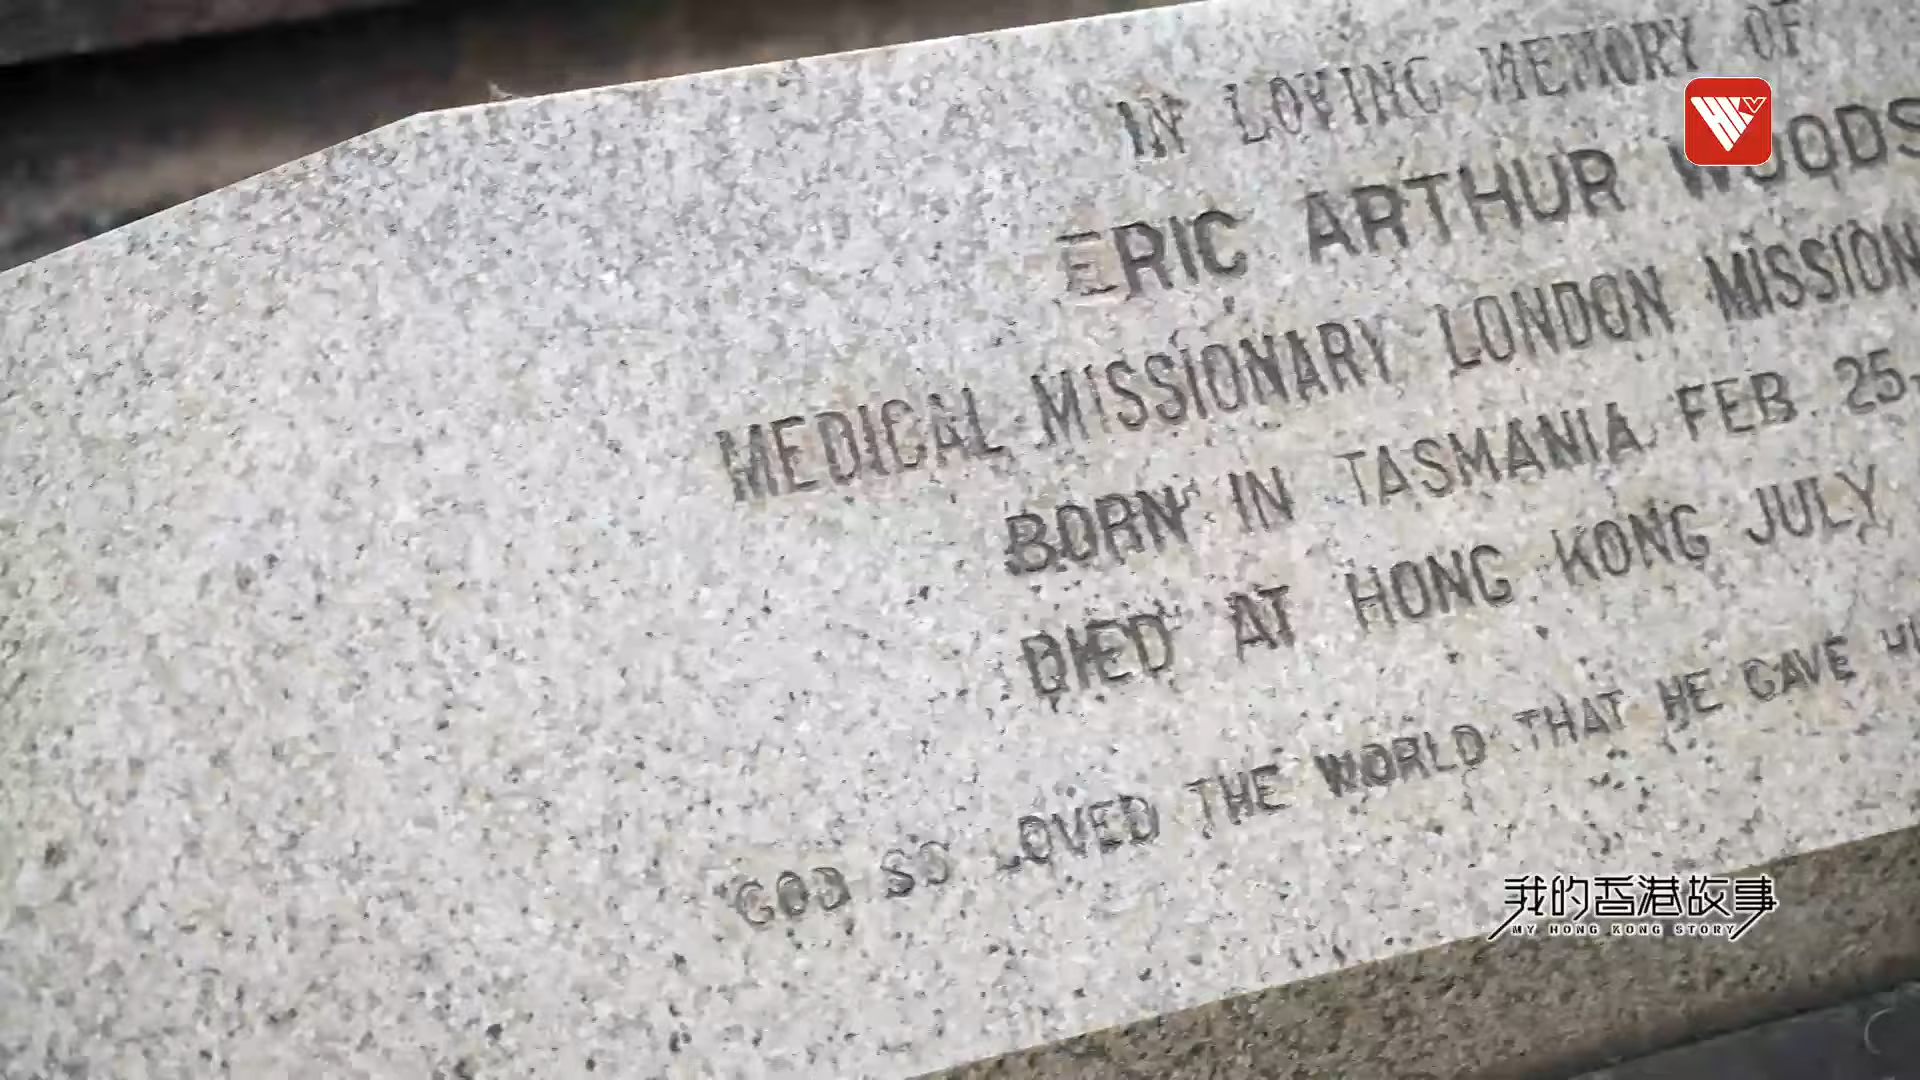 IN LOVING MEMORY OF
ERIC ARTHUR WOODS
MEDICAL MISSIONARY LONDON MISSION
BORN IN TASMANIA FEB 25
DIED AT HONG KONG JULY
"GOD SO LOVED THE WORLD THAT HE GAVE
我的香港故事
MY HONG KONG STORY